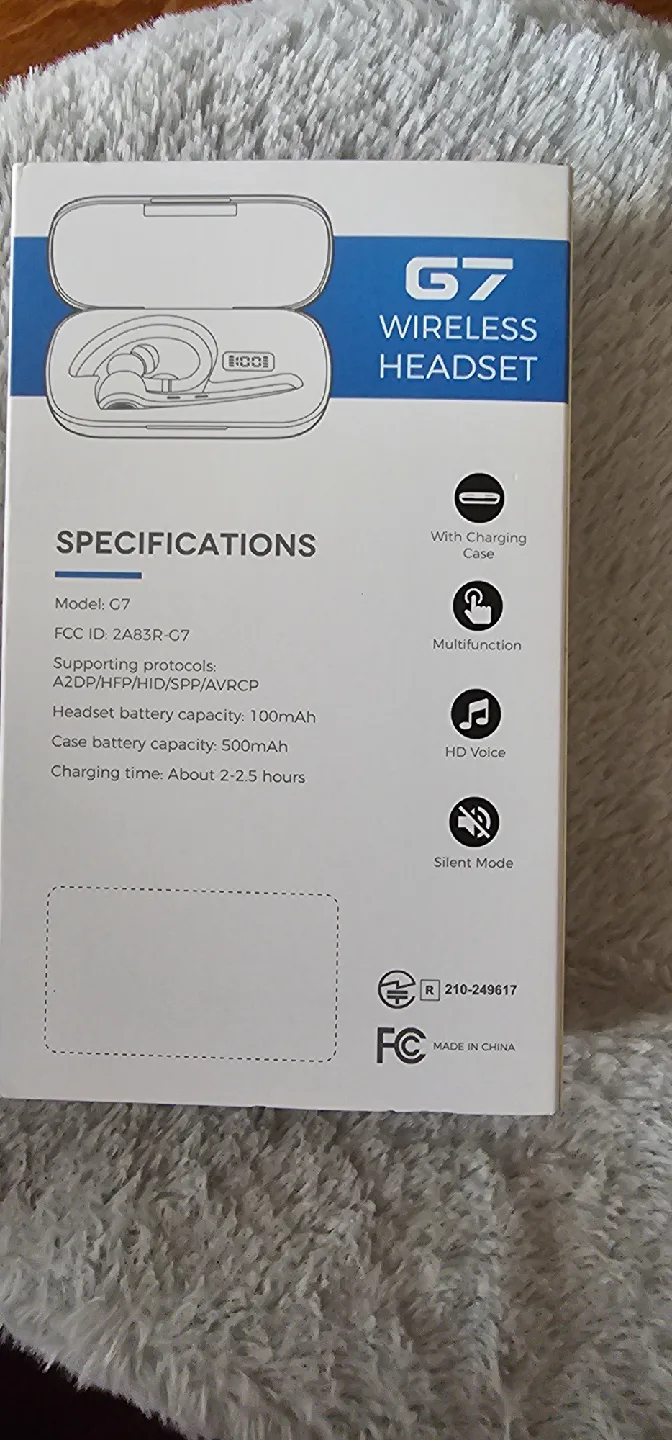 G7
WIRELESS
HEADSET
100
With Charging
Case
SPECIFICATIONS
Model: G7
FCC ID: 2A83R-G7
Multifunction
Supporting protocols:
A2DP/HFP/HID/SPP/AVRCP
Headset battery capacity: 100mAh
Case battery capacity: 500mAh
HD Voice
Charging time: About 2-2.5 hours
Silent Mode
R 210-249617
FC MADE IN CHINA